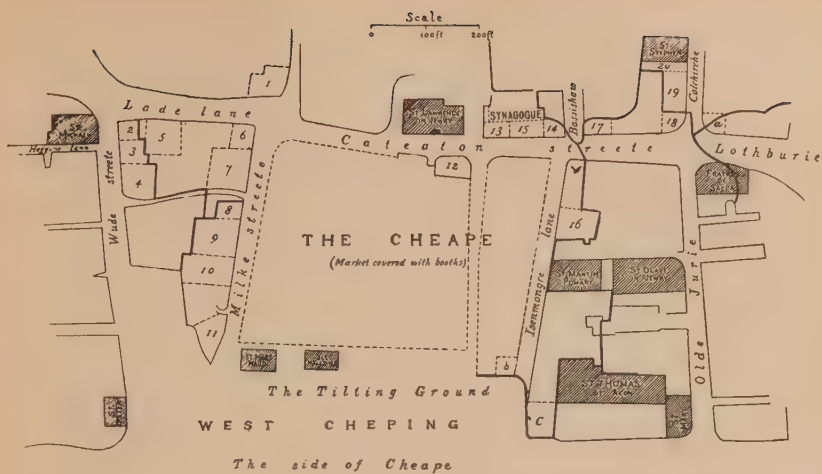 Scale
0 100ft 200ft
ST STEPHEN
20
Colchirche
19
18
a
Lothburie
1
Lade lane
ST MICHAEL
2
3
4
5
6
7
Wude streete
ST LAWRENCE IN JEWRY
SYNAGOGUE
13 15 14
Bassishaw
17
Cateaton streete
12
FRATRES DE SACCA
8
9
10
11
Milke streete
THE CHEAPE
(Market covered with booths)
Isenmongre lane
16
ST MARTIN POMARY
ST OLAVE IN JEWRY
Olde Jurie
b
ST THOMAS OF ACON
C
The Tilting Ground
WEST CHEPING
The side of Cheape